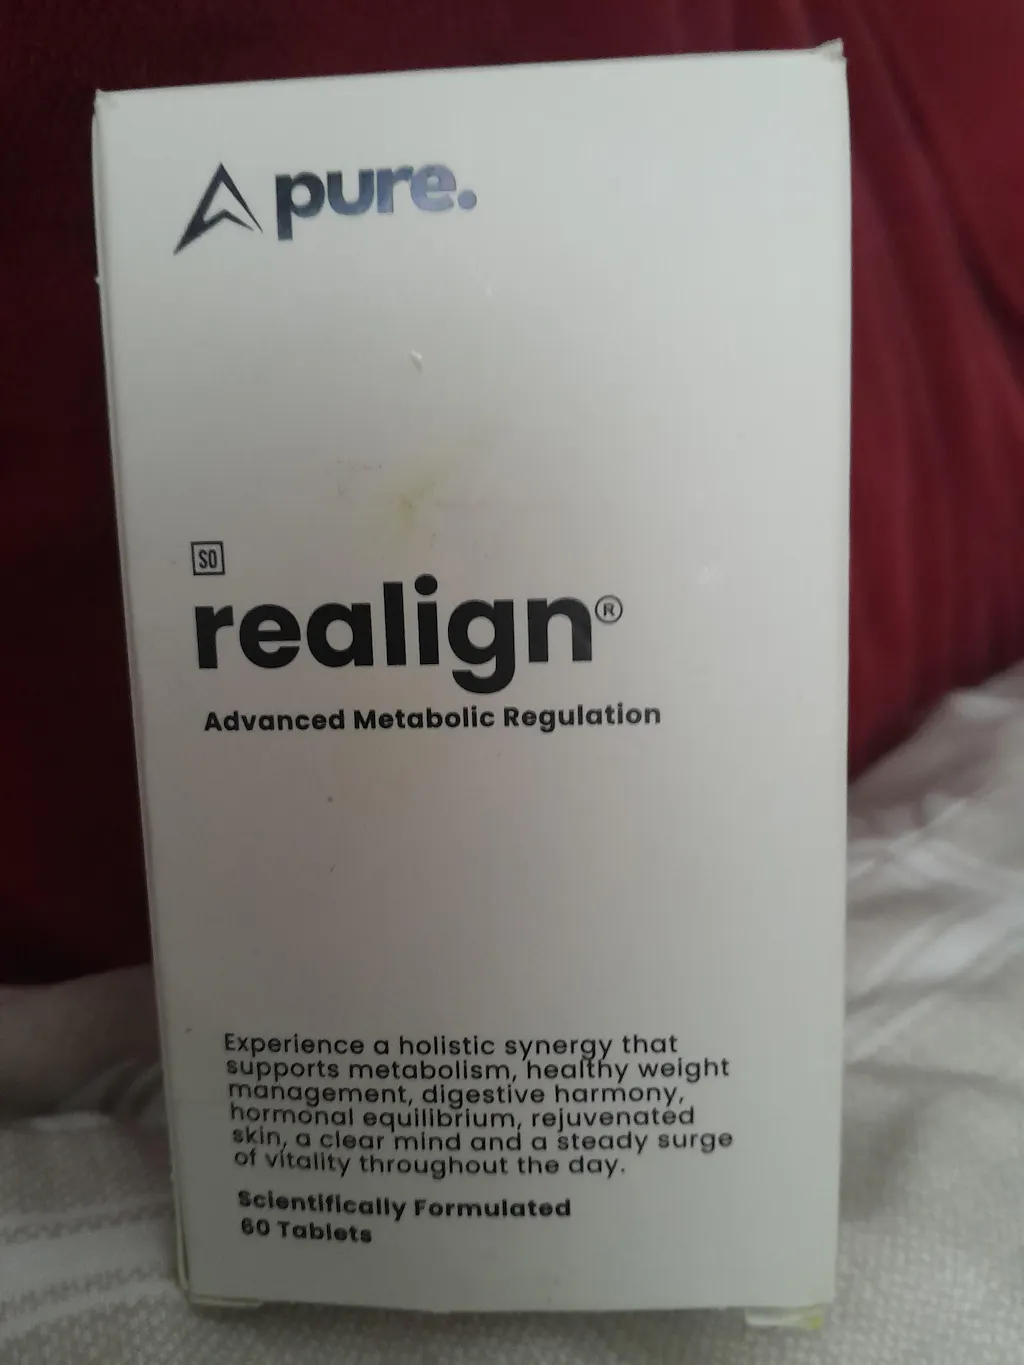 pure.
S0
realign®
Advanced Metabolic Regulation
Experience a holistic synergy that
supports metabolism, healthy weight
management, digestive harmony,
hormonal equilibrium, rejuvenated
skin, a clear mind and a steady surge
of vitality throughout the day.
Scientifically Formulated
60 Tablets